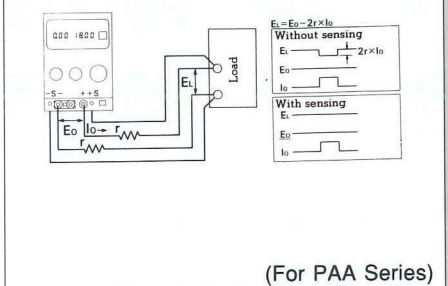 EL=Eo-2r×Io
Without sensing
EL
2r×Io
Eo
Io
With sensing
EL
Eo
Io
0.00 18.00
-S- ++S
Eo Io→ r
r
EL
Load
(For PAA Series)